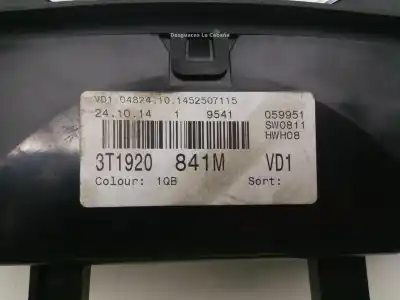 Desguaces La Cabaña
VD1 04824.10.1452507115
24.10.14 1 9541 059951
SW0811
HWHC8
3T1920 841M VD1
Colour: 1QB Sort: